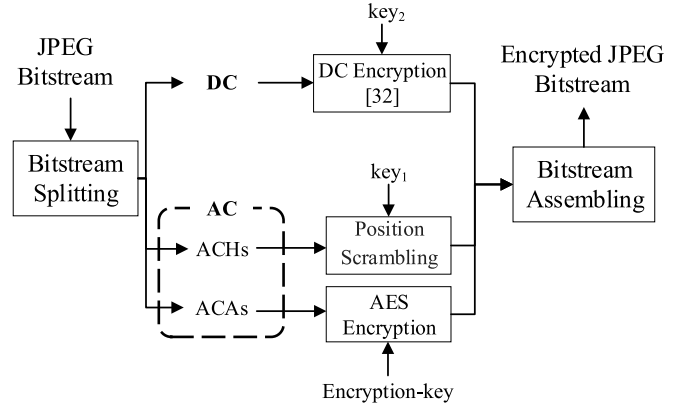 key₂
JPEG
Bitstream
DC
DC Encryption
[32]
Encrypted JPEG
Bitstream
Bitstream
Splitting
key₁
Bitstream
Assembling
AC
ACHs
Position
Scrambling
ACAs
AES
Encryption
Encryption-key